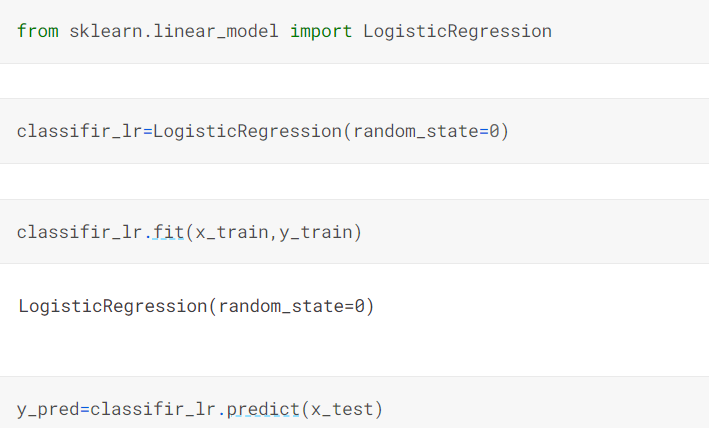 from sklearn.linear_model import LogisticRegression
classifir_lr=LogisticRegression(random_state=0)
classifir_lr.fit(x_train,y_train)
LogisticRegression(random_state=0)
y_pred=classifir_lr.predict(x_test)